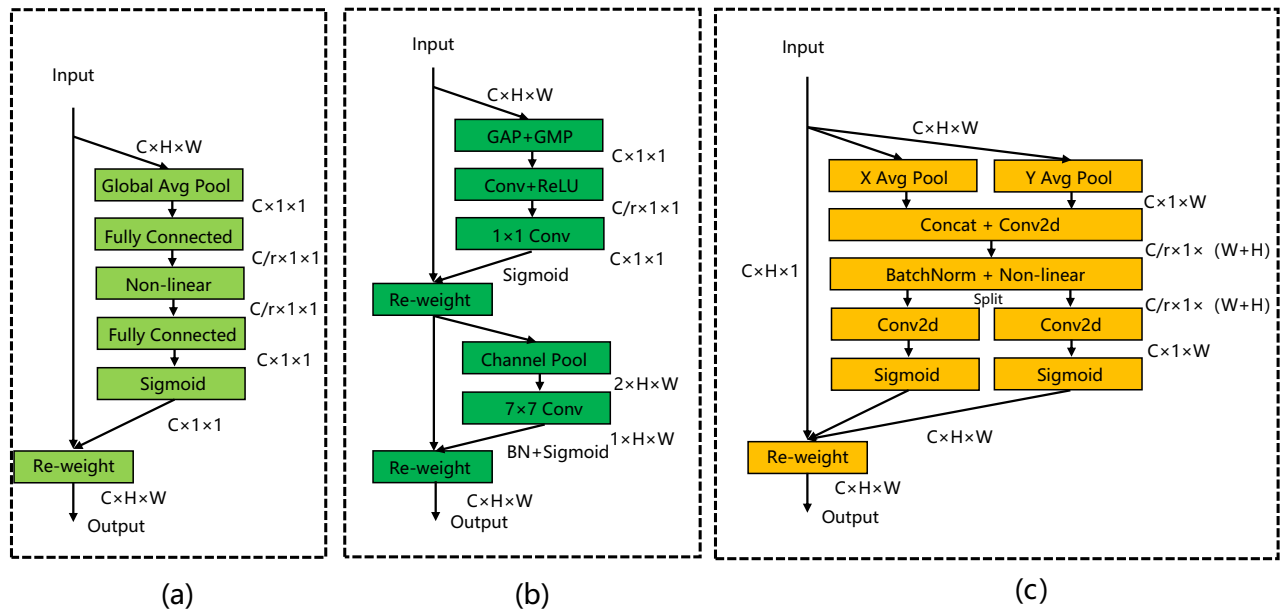 Input
C×H×W
Global Avg Pool
C×1×1
Fully Connected
C/r×1×1
Non-linear
C/r×1×1
Fully Connected
C×1×1
Sigmoid
C×1×1
Re-weight
C×H×W
Output
(a)
Input
C×H×W
GAP+GMP
C×1×1
Conv+ReLU
C/r×1×1
1×1 Conv
C×1×1
Sigmoid
Re-weight
Channel Pool
2×H×W
7×7 Conv
1×H×W
BN+Sigmoid
Re-weight
C×H×W
Output
(b)
Input
C×H×W
X Avg Pool
Y Avg Pool
C×1×W
Concat + Conv2d
C/r×1× (W+H)
C×H×1
BatchNorm + Non-linear
Split
C/r×1× (W+H)
Conv2d
Conv2d
C×1×W
Sigmoid
Sigmoid
C×H×W
Re-weight
C×H×W
Output
(c)